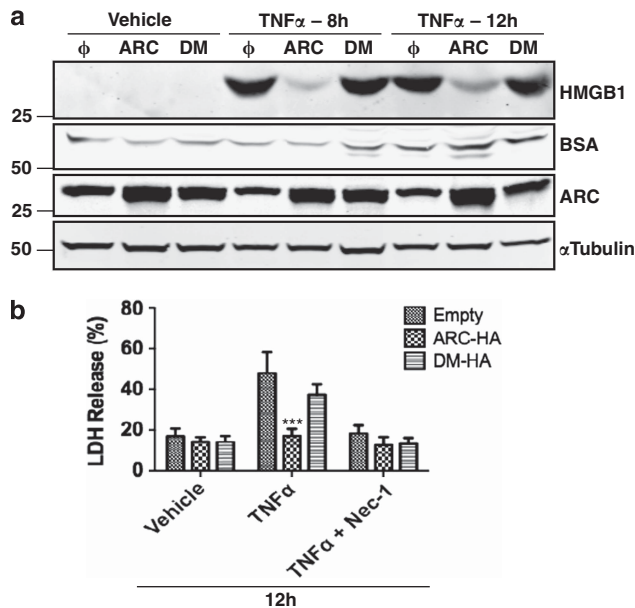 a
Vehicle TNFα – 8h TNFα – 12h
ϕ ARC DM ϕ ARC DM ϕ ARC DM
HMGB1
25
BSA
50
ARC
25
50 αTubulin
b
80
60
40
20
0
LDH Release (%)
Empty
ARC-HA
DM-HA
***
Vehicle
TNFα
TNFα + Nec-1
12h